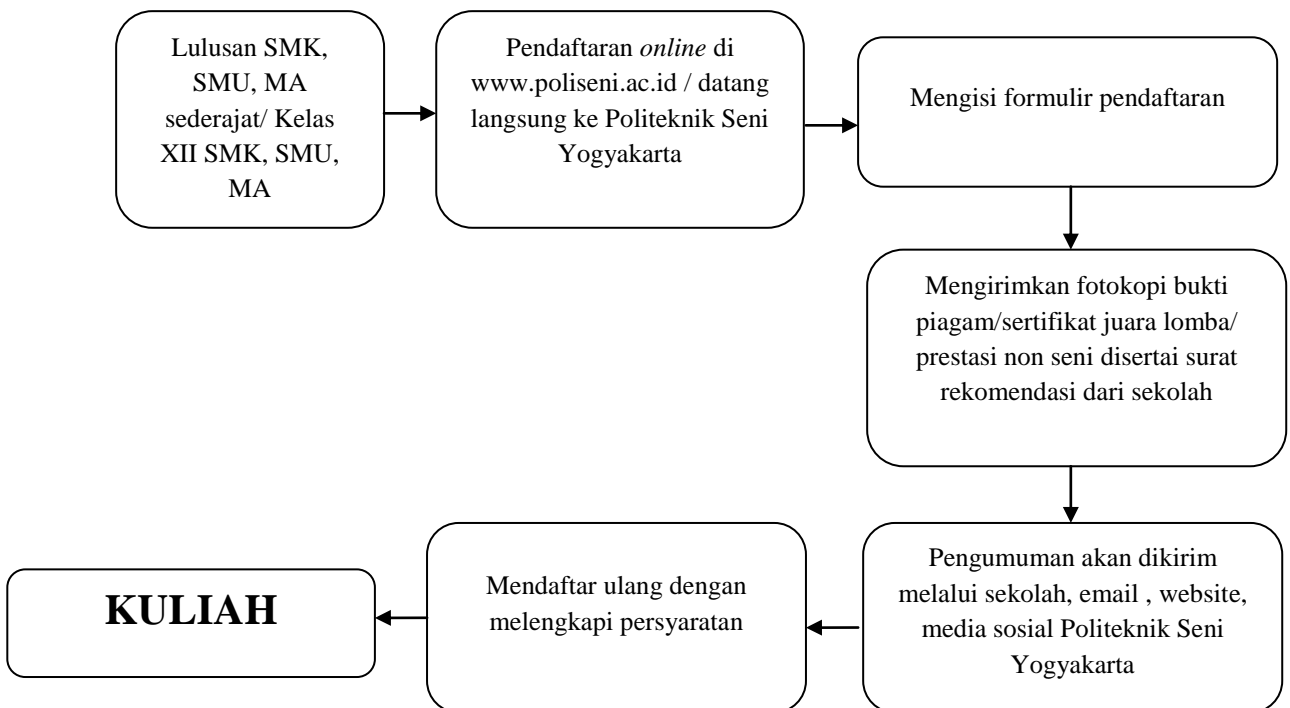 Lulusan SMK,
SMU, MA
sederajat/ Kelas
XII SMK, SMU,
MA
Pendaftaran online di
www.poliseni.ac.id / datang
langsung ke Politeknik Seni
Yogyakarta
Mengisi formulir pendaftaran
Mengirimkan fotokopi bukti
piagam/sertifikat juara lomba/
prestasi non seni disertai surat
rekomendasi dari sekolah
Pengumuman akan dikirim
melalui sekolah, email , website,
media sosial Politeknik Seni
Yogyakarta
Mendaftar ulang dengan
melengkapi persyaratan
KULIAH